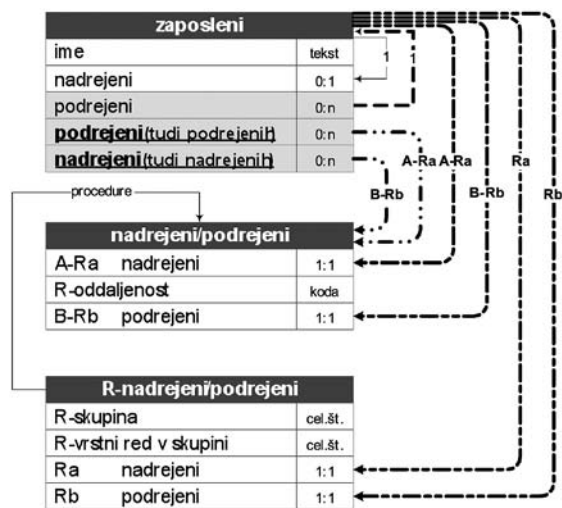 zaposleni
ime tekst
nadrejeni 0:1
podrejeni 0:n
podrejeni(tudi podrejenih) 0:n
nadrejeni(tudi nadrejenih) 0:n
1 1
A-Ra A-Ra Ra
B-Rb B-Rb Rb
procedure
nadrejeni/podrejeni
A-Ra nadrejeni 1:1
R-oddaljenost koda
B-Rb podrejeni 1:1
R-nadrejeni/podrejeni
R-skupina cel.št.
R-vrstni red v skupini cel.št.
Ra nadrejeni 1:1
Rb podrejeni 1:1